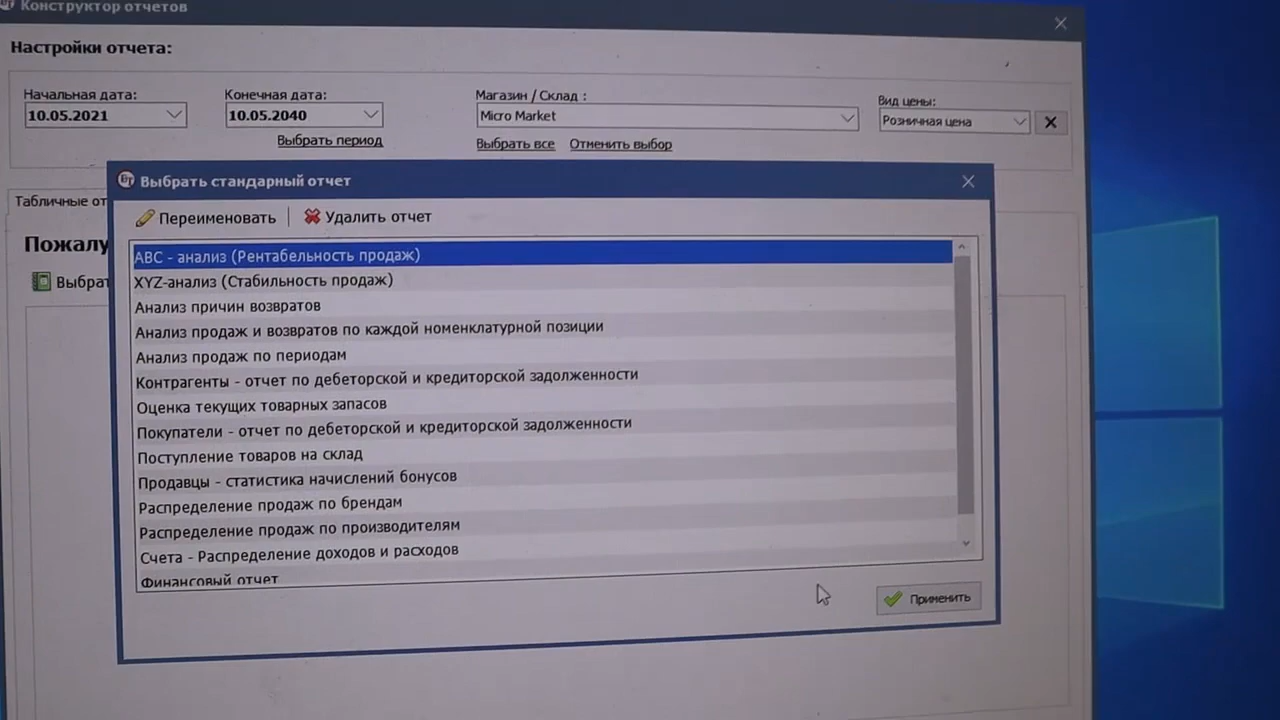 Конструктор отчетов
Настройки отчета:
Начальная дата:
Конечная дата:
Магазин / Склад :
Вид цены:
10.05.2021
10.05.2040
Micro Market
Розничная цена
Выбрать период
Выбрать все
Отменить выбор
Выбрать стандарный отчет
Табличные от
Переименовать
Удалить отчет
Пожалу
Выбрат
ABC - анализ (Рентабельность продаж)
XYZ-анализ (Стабильность продаж)
Анализ причин возвратов
Анализ продаж и возвратов по каждой номенклатурной позиции
Анализ продаж по периодам
Контрагенты - отчет по дебеторской и кредиторской задолженности
Оценка текущих товарных запасов
Покупатели - отчет по дебеторской и кредиторской задолженности
Поступление товаров на склад
Продавцы - статистика начислений бонусов
Распределение продаж по брендам
Распределение продаж по производителям
Счета - Распределение доходов и расходов
Финансовый отчет
Применить